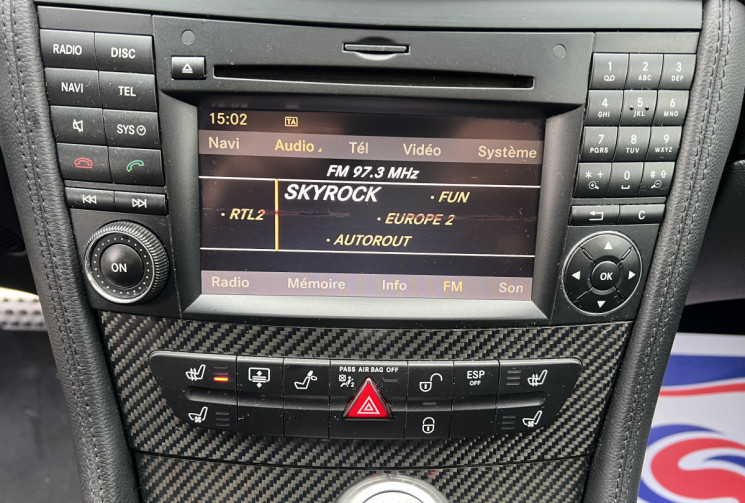 RADIO DISC
NAVI TEL
SYS
ON
15:02 TA
Navi Audio Tél Vidéo Système
FM 97.3 MHz
SKYROCK • FUN
• RTL2
• EUROPE 2
• AUTOROUT
Radio Mémoire Info FM Son
1 2 ABC 3 DEF
4 GHI 5 JKL 6 MNO
7 PQRS 8 TUV 9 WXYZ
* + 0 #
C
OK
PASS AIR BAG OFF
2
ESP
OFF